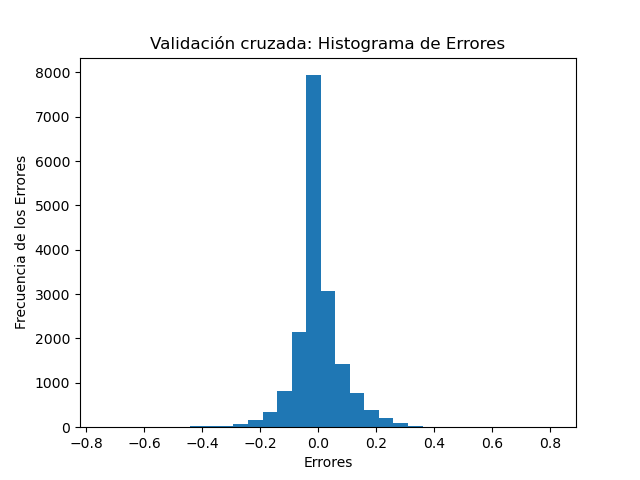 Validación cruzada: Histograma de Errores
8000
7000
6000
5000
4000
3000
2000
1000
0
Frecuencia de los Errores
−0.8 −0.6 −0.4 −0.2 0.0 0.2 0.4 0.6 0.8
Errores